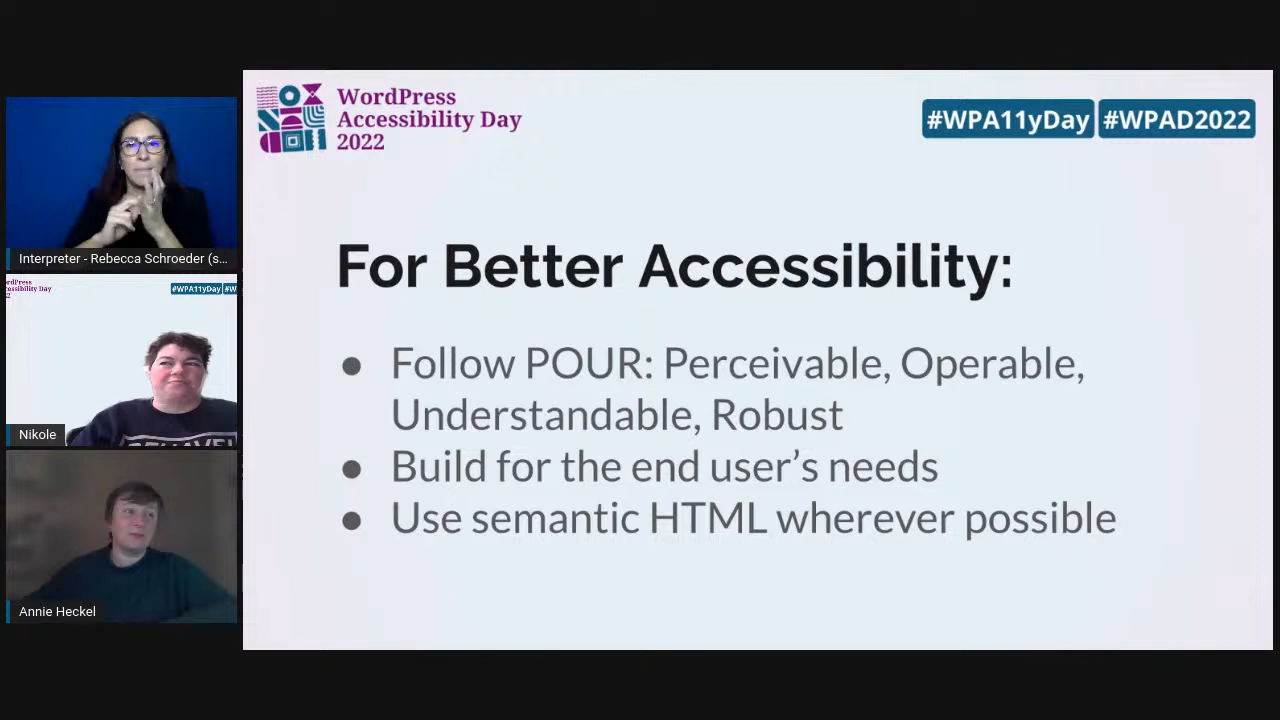 WordPress
Accessibility Day
2022
#WPA11yDay #WPAD2022
For Better Accessibility:
● Follow POUR: Perceivable, Operable,
Understandable, Robust
● Build for the end user’s needs
● Use semantic HTML wherever possible
Interpreter - Rebecca Schroeder (s...
#WPA11yDay #W
Nikole
Annie Heckel